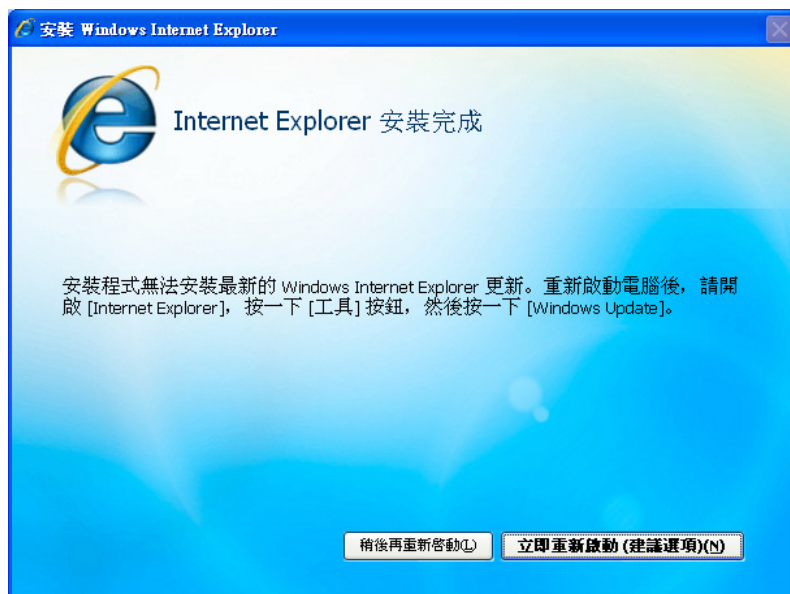 安裝 Windows Internet Explorer
Internet Explorer 安裝完成
安裝程式無法安裝最新的 Windows Internet Explorer 更新。重新啟動電腦後，請開
啟 [Internet Explorer]，按一下 [工具] 按鈕，然後按一下 [Windows Update]。
稍後再重新啓動(L)
立即重新啟動 (建議選項)(N)